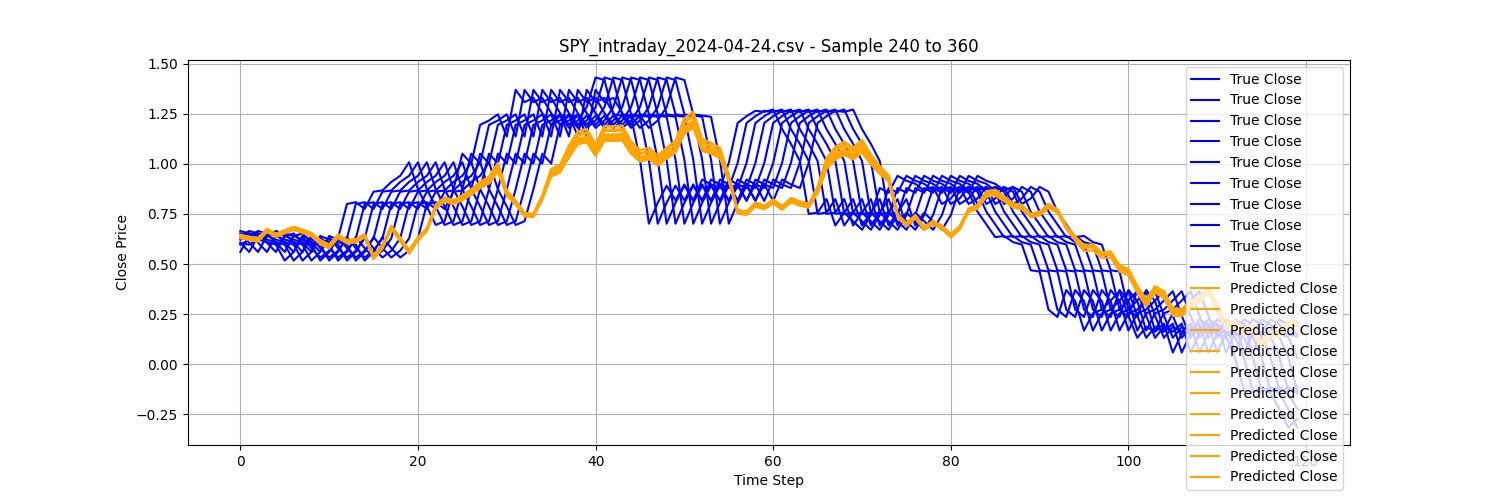 SPY_intraday_2024-04-24.csv - Sample 240 to 360
1.50
1.25
1.00
0.75
0.50
0.25
0.00
−0.25
Close Price
0
20
40
60
80
100
120
Time Step
True Close
True Close
True Close
True Close
True Close
True Close
True Close
True Close
True Close
True Close
Predicted Close
Predicted Close
Predicted Close
Predicted Close
Predicted Close
Predicted Close
Predicted Close
Predicted Close
Predicted Close
Predicted Close